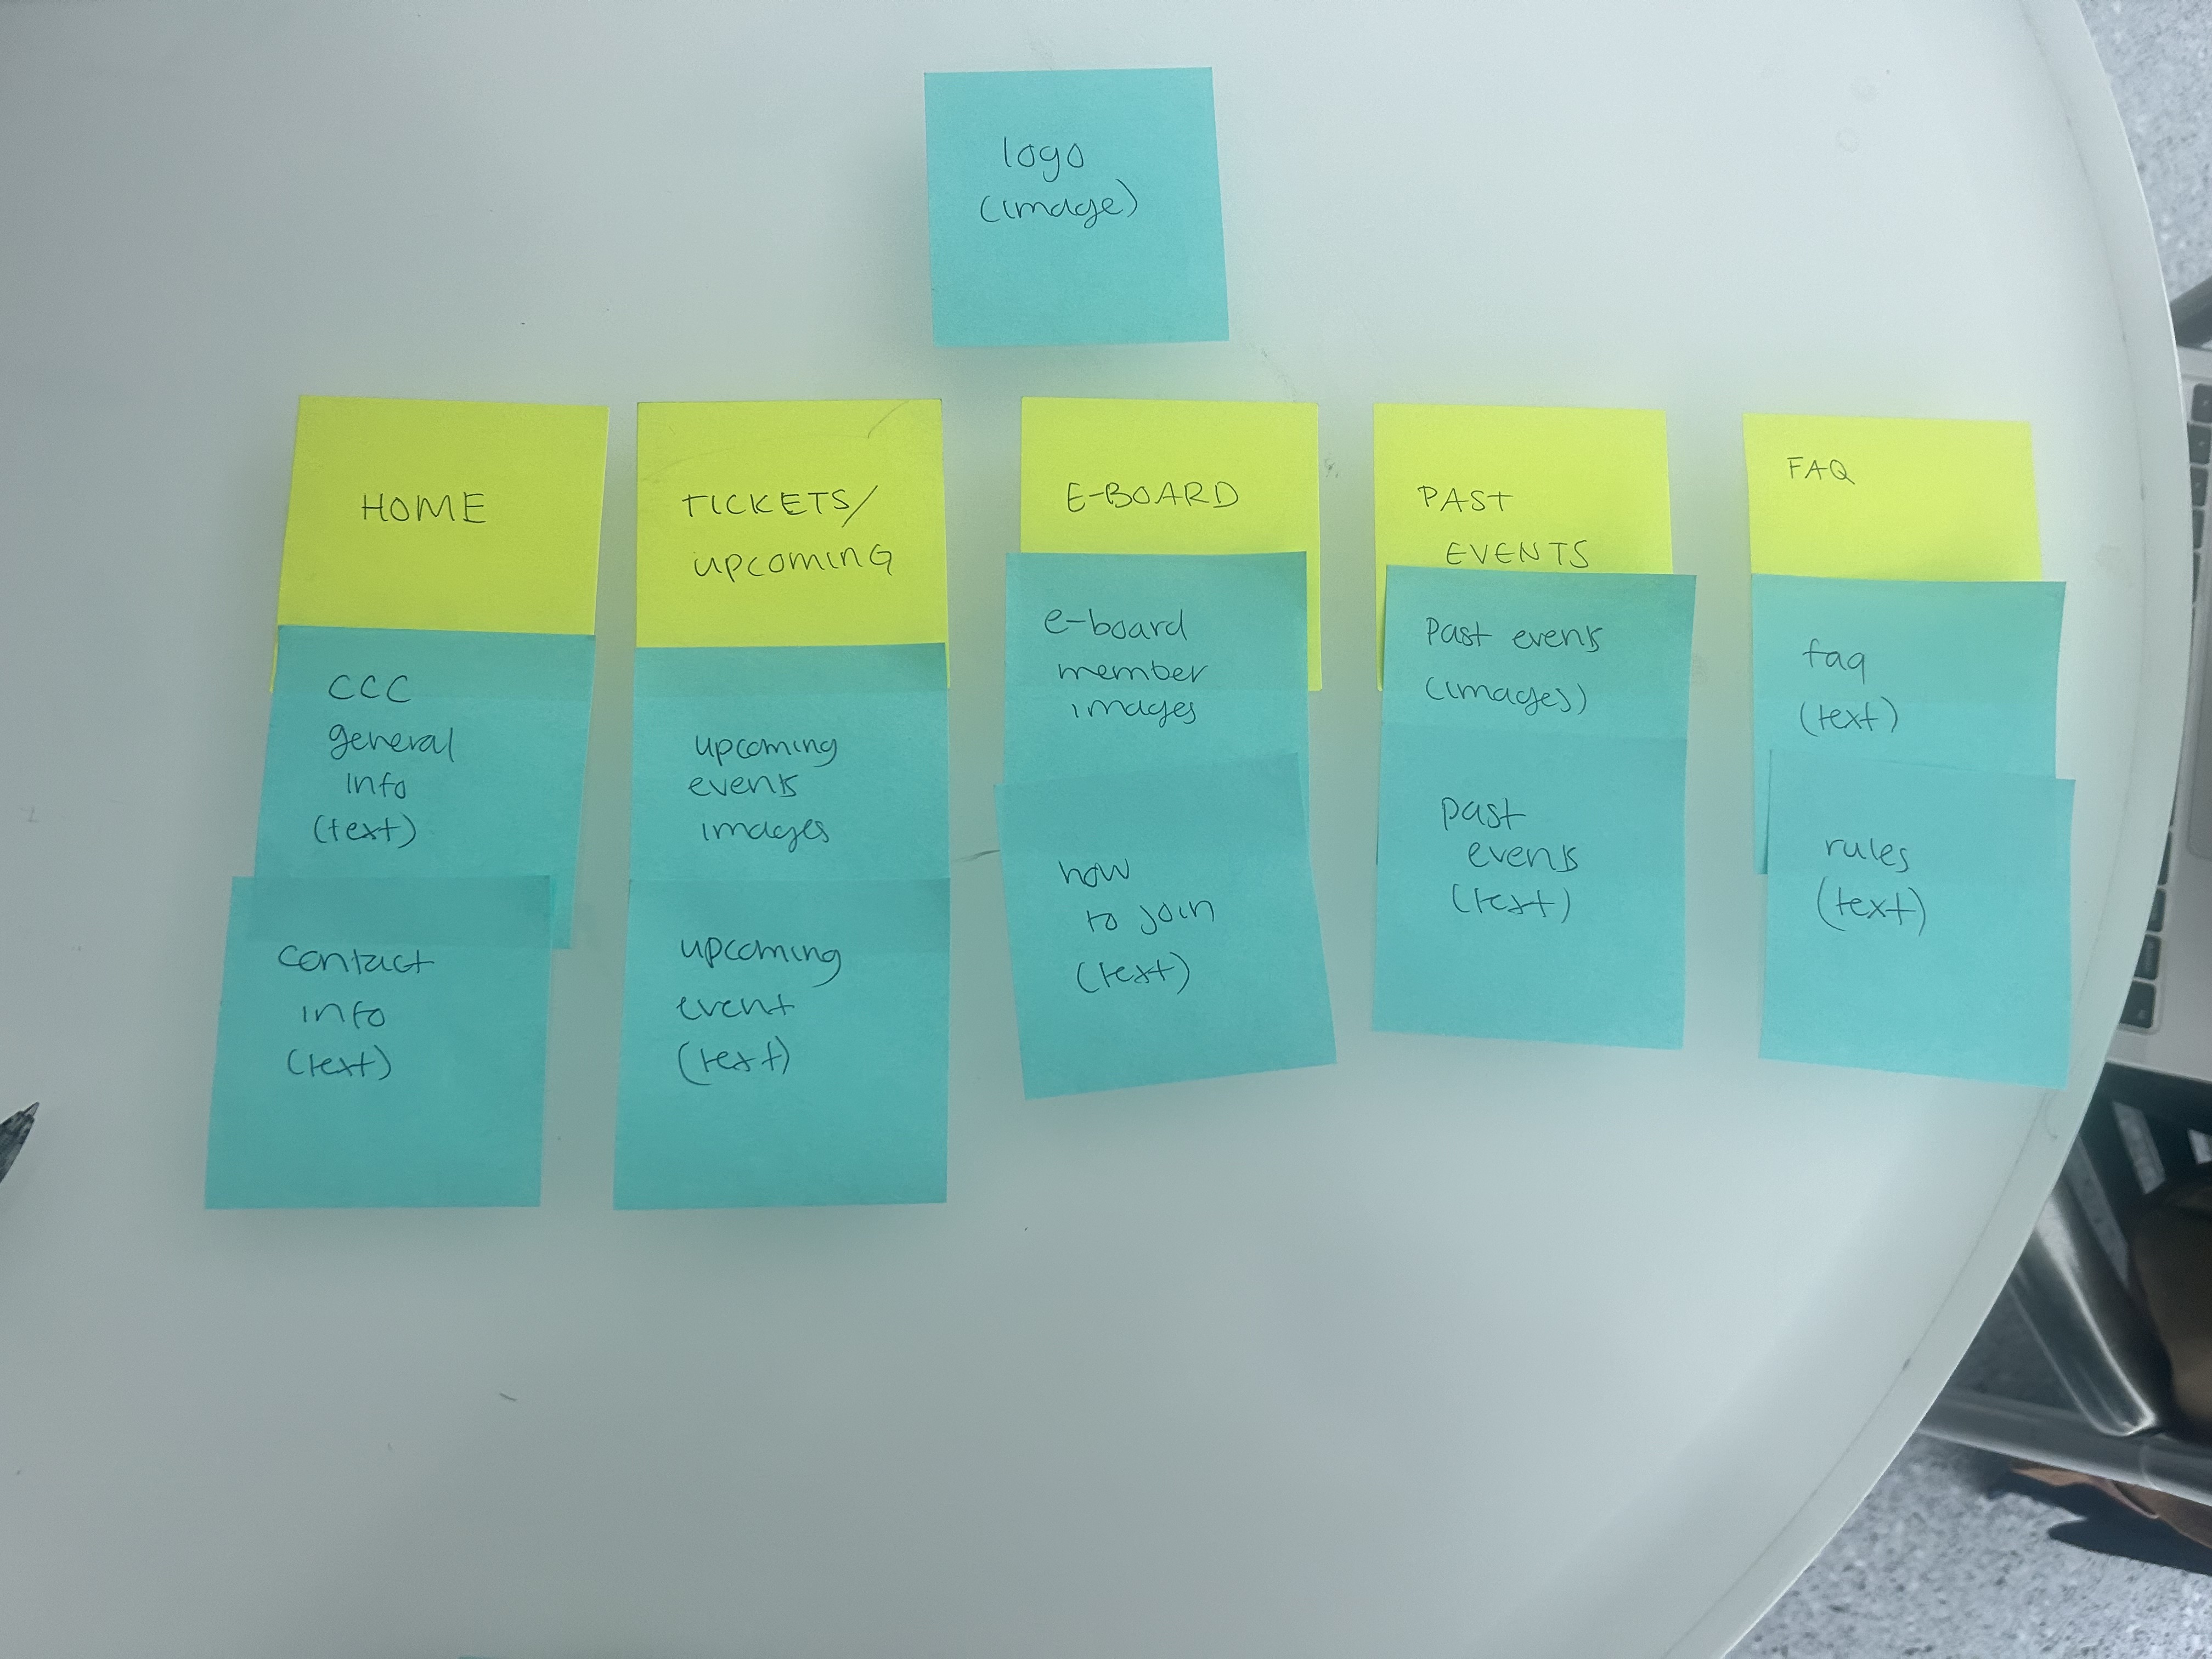 logo
(image)
HOME
CCC
general
info
(text)
contact
info
(text)
TICKETS/
UPCOMING
upcoming
events
images
upcoming
event
(text)
E-BOARD
e-board
member
images
how
to join
(text)
PAST
EVENTS
Past events
(images)
past
events
(text)
FAQ
faq
(text)
rules
(text)